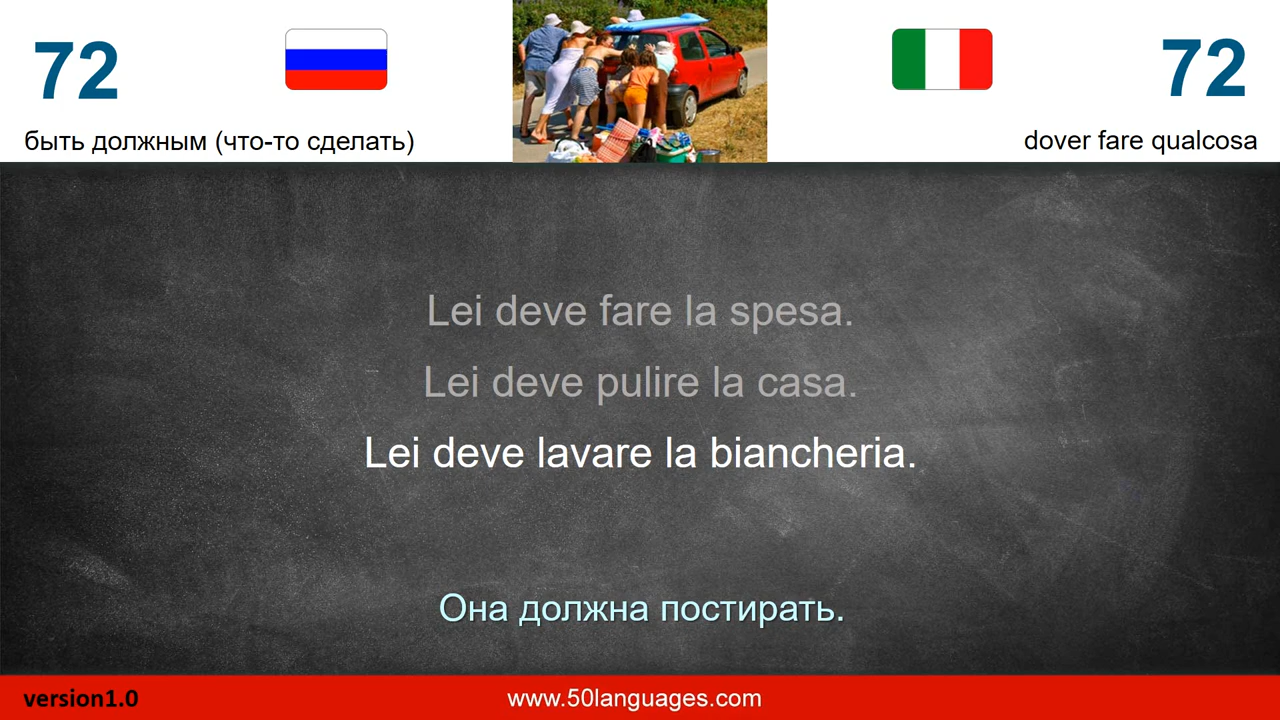 72
72
быть должным (что-то сделать)
dover fare qualcosa
Lei deve fare la spesa.
Lei deve pulire la casa.
Lei deve lavare la biancheria.
Она должна постирать.
version1.0
www.50languages.com